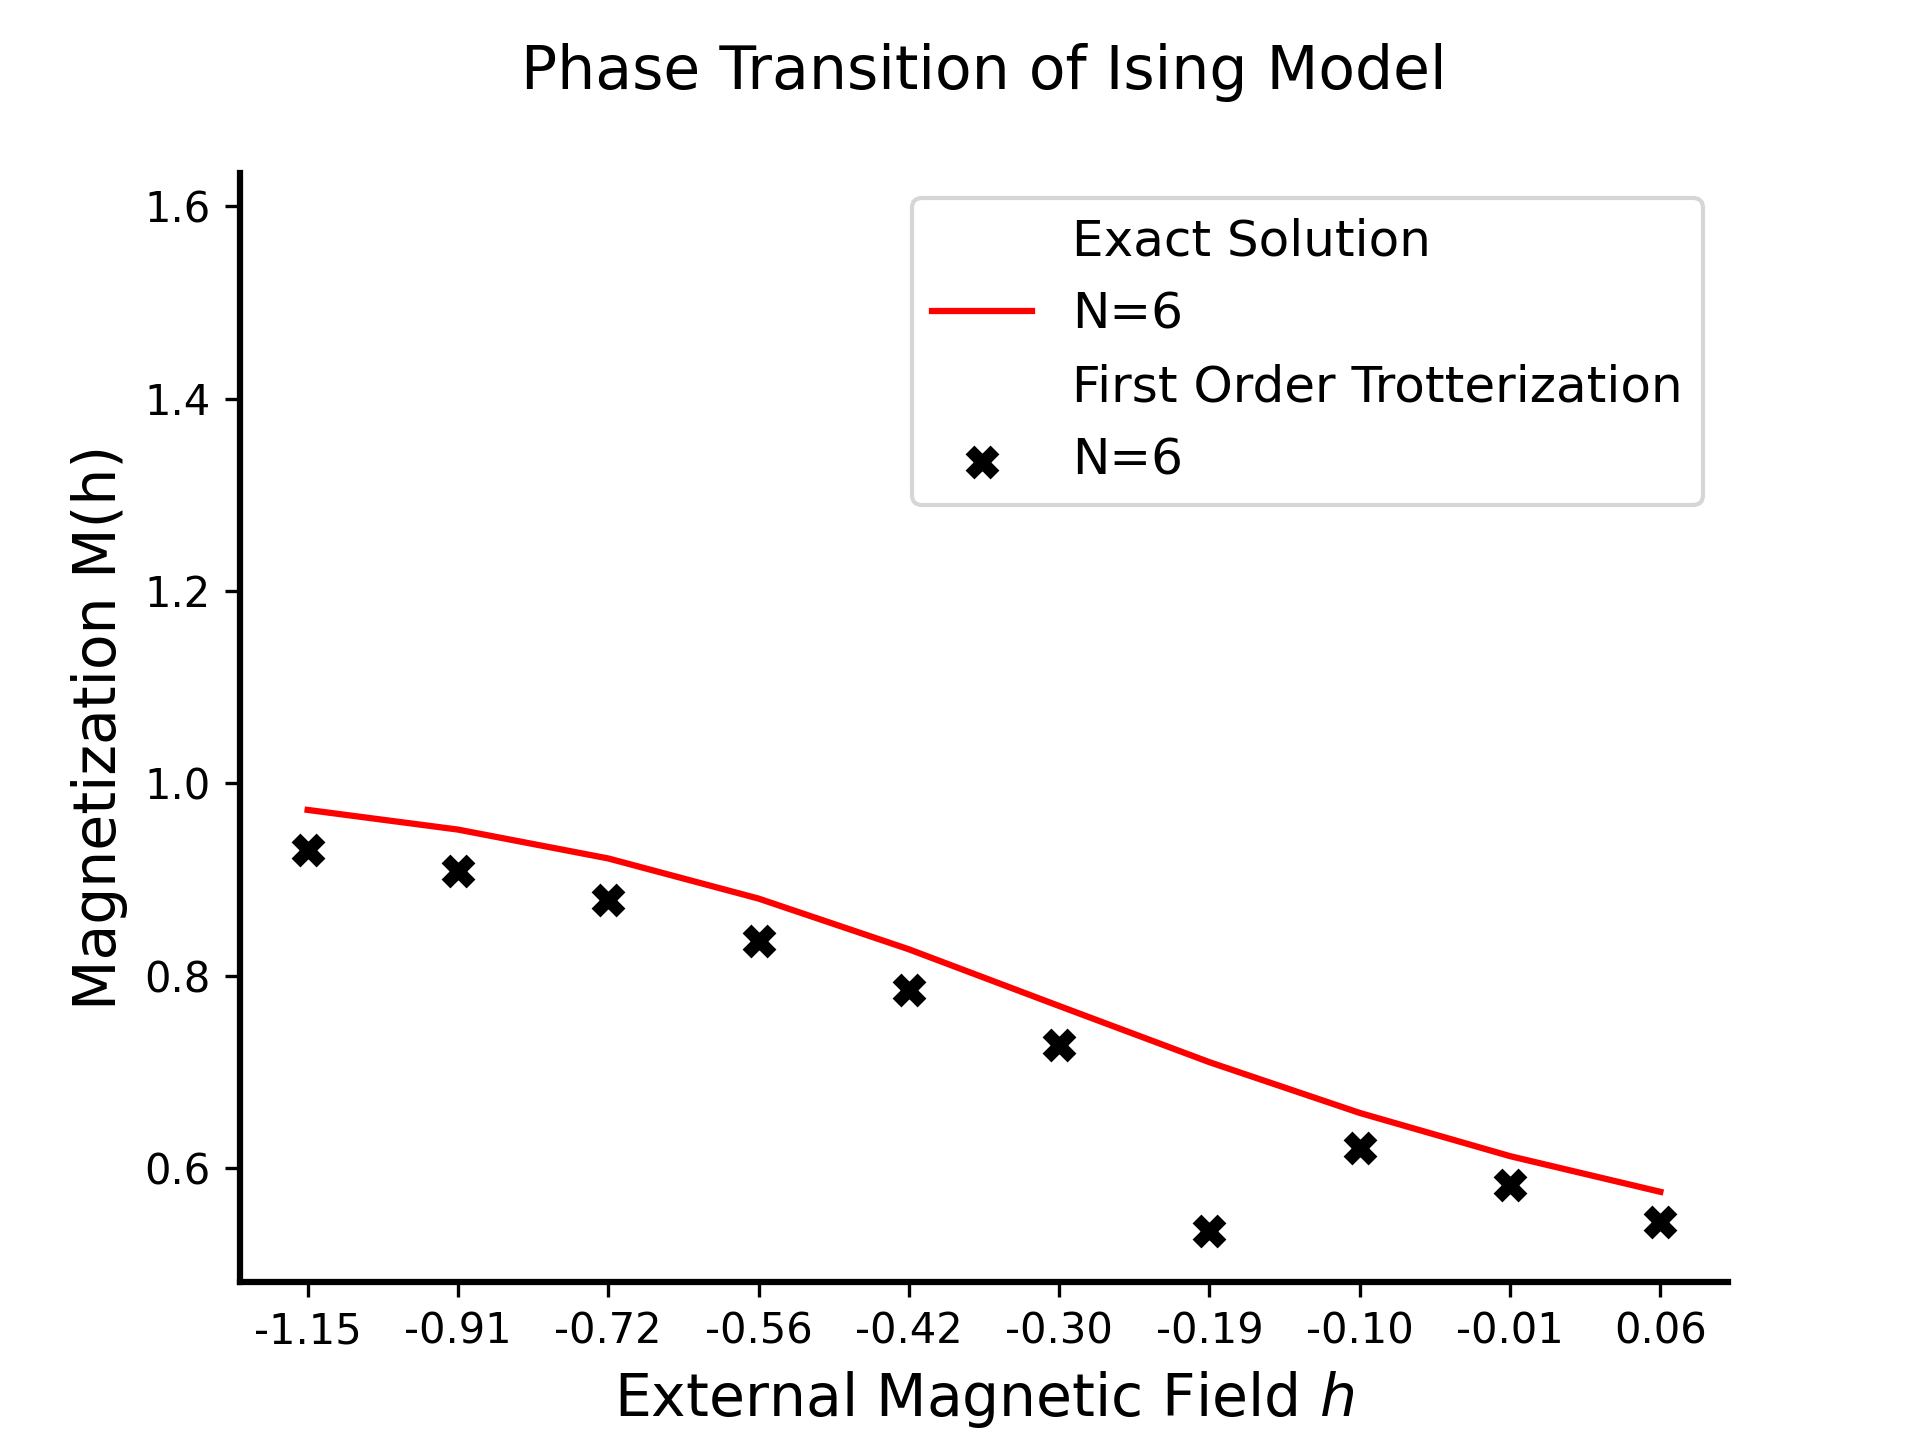 Phase Transition of Ising Model
Exact Solution
N=6
First Order Trotterization
N=6
Magnetization M(h)
1.6
1.4
1.2
1.0
0.8
0.6
-1.15 -0.91 -0.72 -0.56 -0.42 -0.30 -0.19 -0.10 -0.01 0.06
External Magnetic Field h